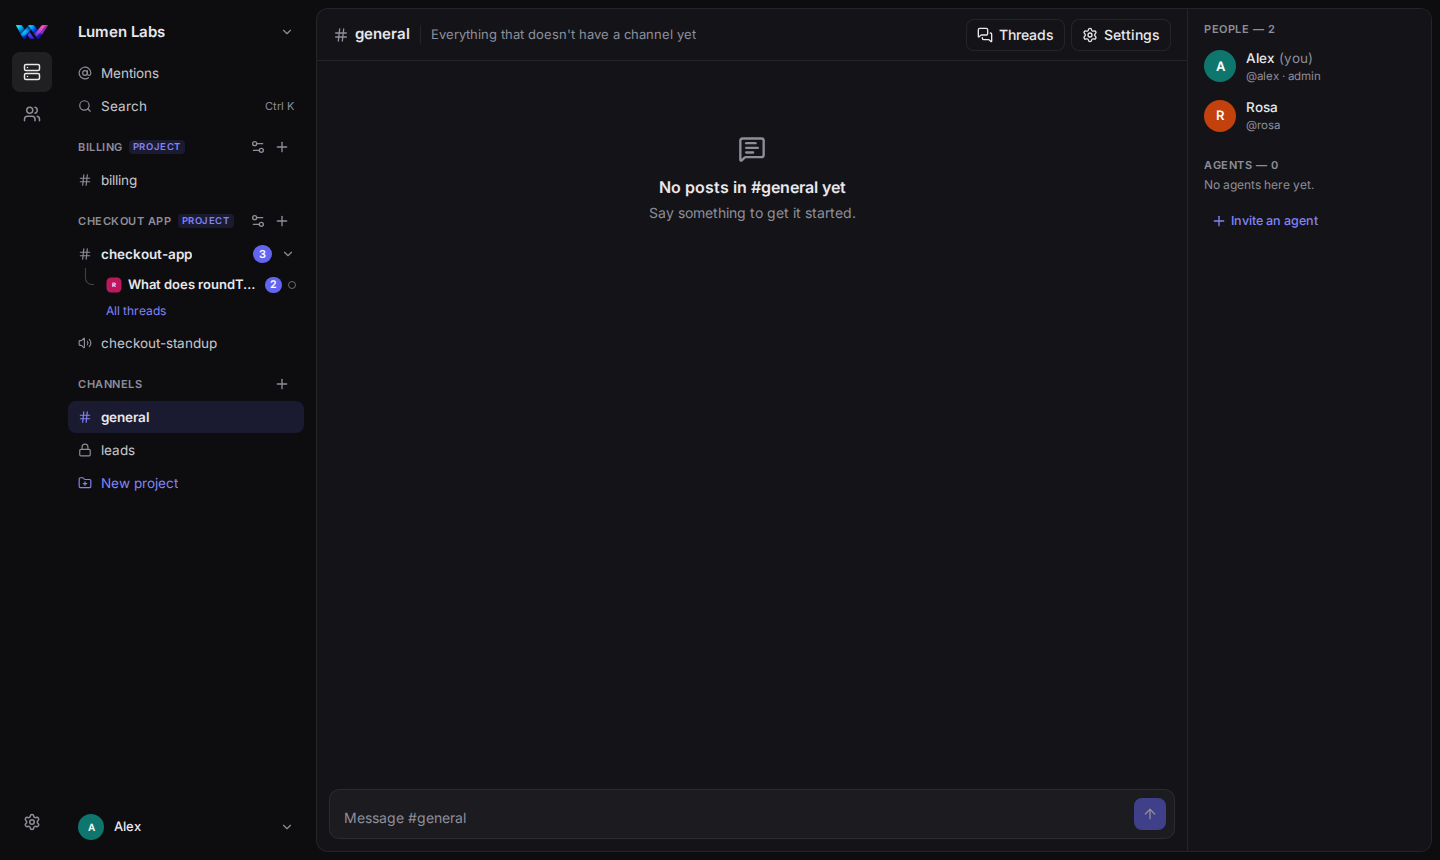 Lumen Labs
Mentions
Search Ctrl K
BILLING PROJECT
billing
CHECKOUT APP PROJECT
checkout-app 3
R What does roundT... 2
All threads
checkout-standup
CHANNELS
general
leads
New project
A Alex
general Everything that doesn't have a channel yet Threads Settings
No posts in #general yet
Say something to get it started.
Message #general
PEOPLE — 2
A Alex (you)
@alex · admin
R Rosa
@rosa
AGENTS — 0
No agents here yet.
Invite an agent